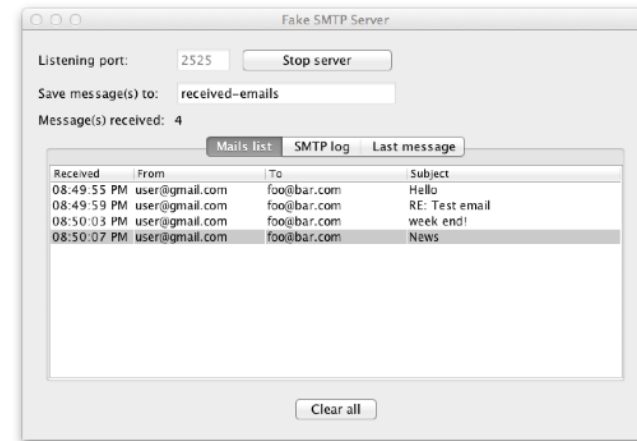 Fake SMTP Server
Listening port: 2525 Stop server
Save message(s) to: received-emails
Message(s) received: 4
Mails list SMTP log Last message
Received From To Subject
08:49:55 PM user@gmail.com foo@bar.com Hello
08:49:59 PM user@gmail.com foo@bar.com RE: Test email
08:50:03 PM user@gmail.com foo@bar.com week end!
08:50:07 PM user@gmail.com foo@bar.com News
Clear all